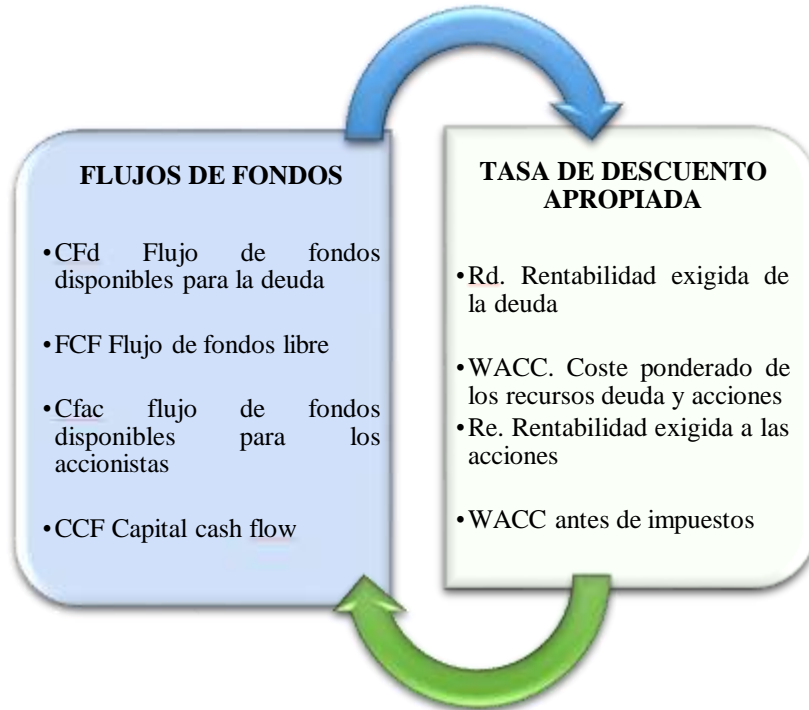 FLUJOS DE FONDOS
•CFd Flujo de fondos
disponibles para la deuda
•FCF Flujo de fondos libre
•Cfac flujo de fondos
disponibles para los
accionistas
•CCF Capital cash flow
TASA DE DESCUENTO
APROPIADA
•Rd. Rentabilidad exigida de
la deuda
•WACC. Coste ponderado de
los recursos deuda y acciones
•Re. Rentabilidad exigida a las
acciones
•WACC antes de impuestos